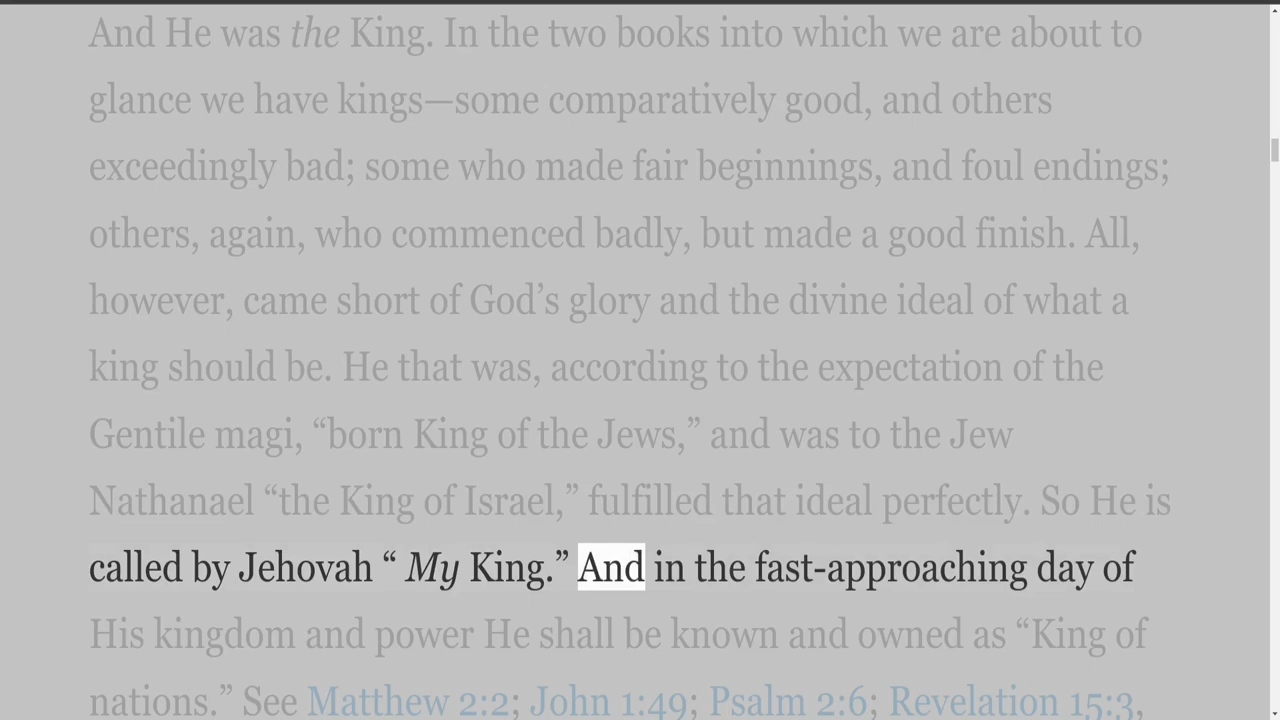 And He was the King. In the two books into which we are about to
glance we have kings—some comparatively good, and others
exceedingly bad; some who made fair beginnings, and foul endings;
others, again, who commenced badly, but made a good finish. All,
however, came short of God’s glory and the divine ideal of what a
king should be. He that was, according to the expectation of the
Gentile magi, “born King of the Jews,” and was to the Jew
Nathanael “the King of Israel,” fulfilled that ideal perfectly. So He is
called by Jehovah “ My King.” And in the fast-approaching day of
His kingdom and power He shall be known and owned as “King of
nations.” See Matthew 2:2; John 1:49; Psalm 2:6; Revelation 15:3,